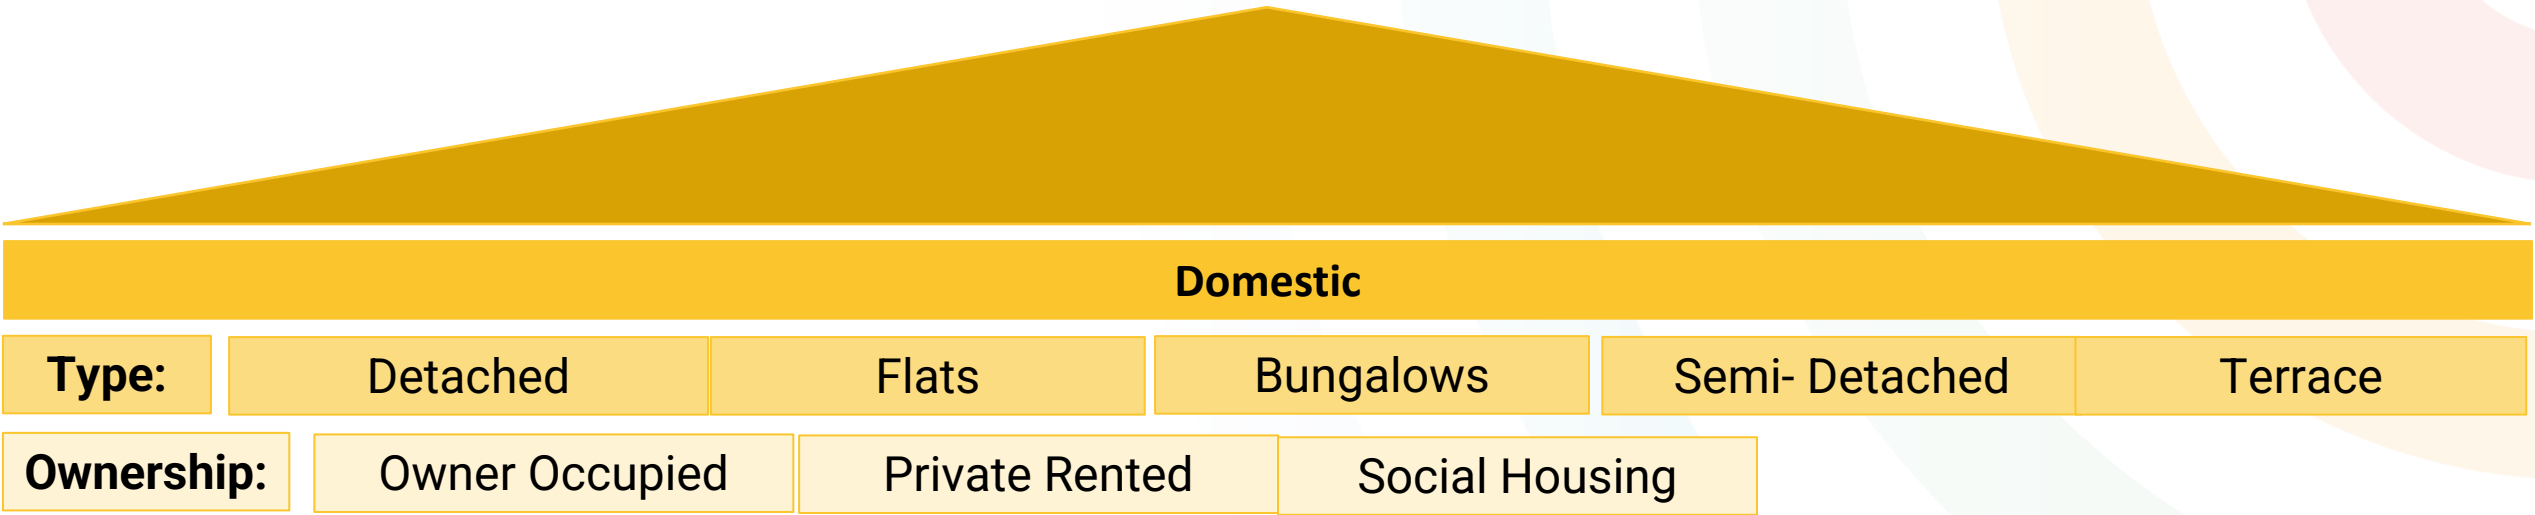 Domestic
Type: Detached Flats Bungalows Semi- Detached Terrace
Ownership: Owner Occupied Private Rented Social Housing